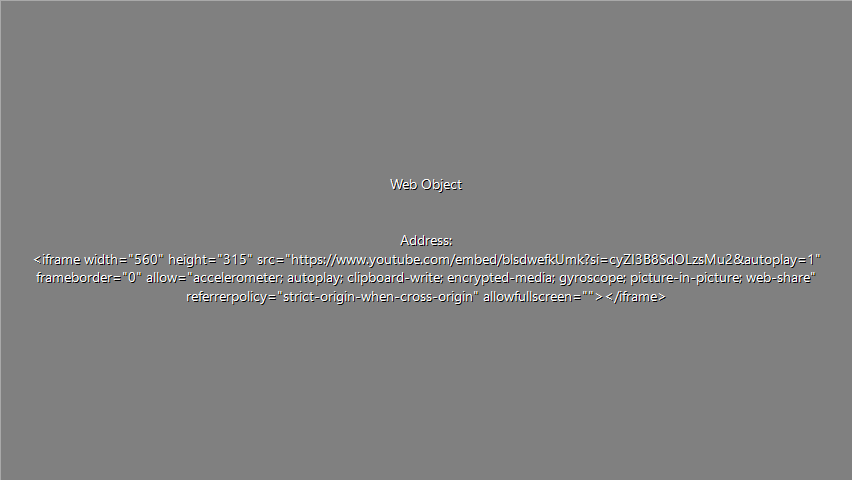 Web Object
Address:
<iframe width="560" height="315" src="https://www.youtube.com/embed/blsdwefkUmk?si=cyZI3B8SdOLzsMu2&autoplay=1"
frameborder="0" allow="accelerometer; autoplay; clipboard-write; encrypted-media; gyroscope; picture-in-picture; web-share"
referrerpolicy="strict-origin-when-cross-origin" allowfullscreen=""></iframe>